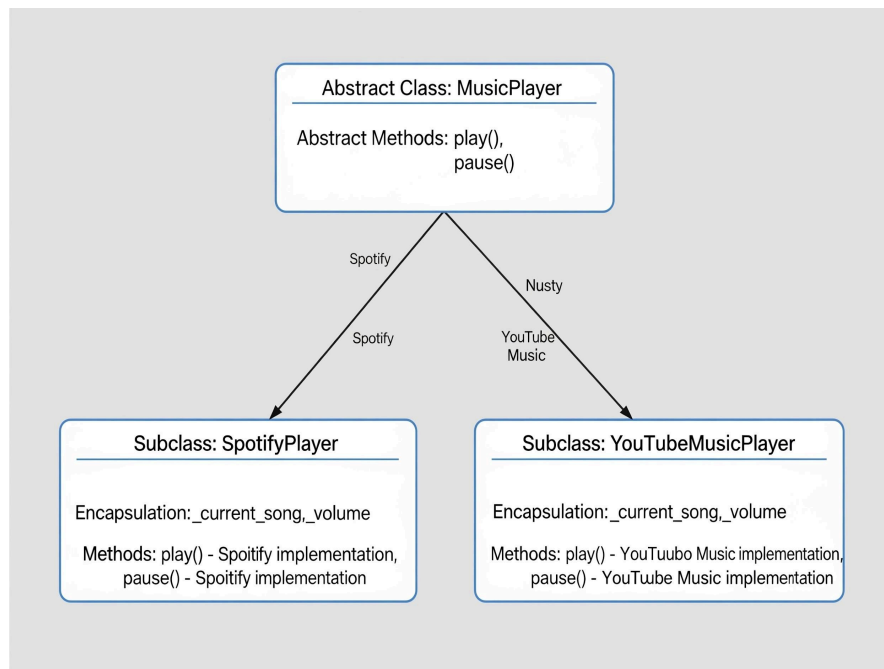 Abstract Class: MusicPlayer
Abstract Methods: play(),
pause()
Spotify
Nusty
Spotify
YouTube
Music
Subclass: SpotifyPlayer
Encapsulation:_current_song,_volume
Methods: play() - Spoitify implementation,
pause() - Spoitify implementation
Subclass: YouTubeMusicPlayer
Encapsulation:_current_song,_volume
Methods: play() - YouTuubo Music implementation,
pause() - YouTuube Music implementation